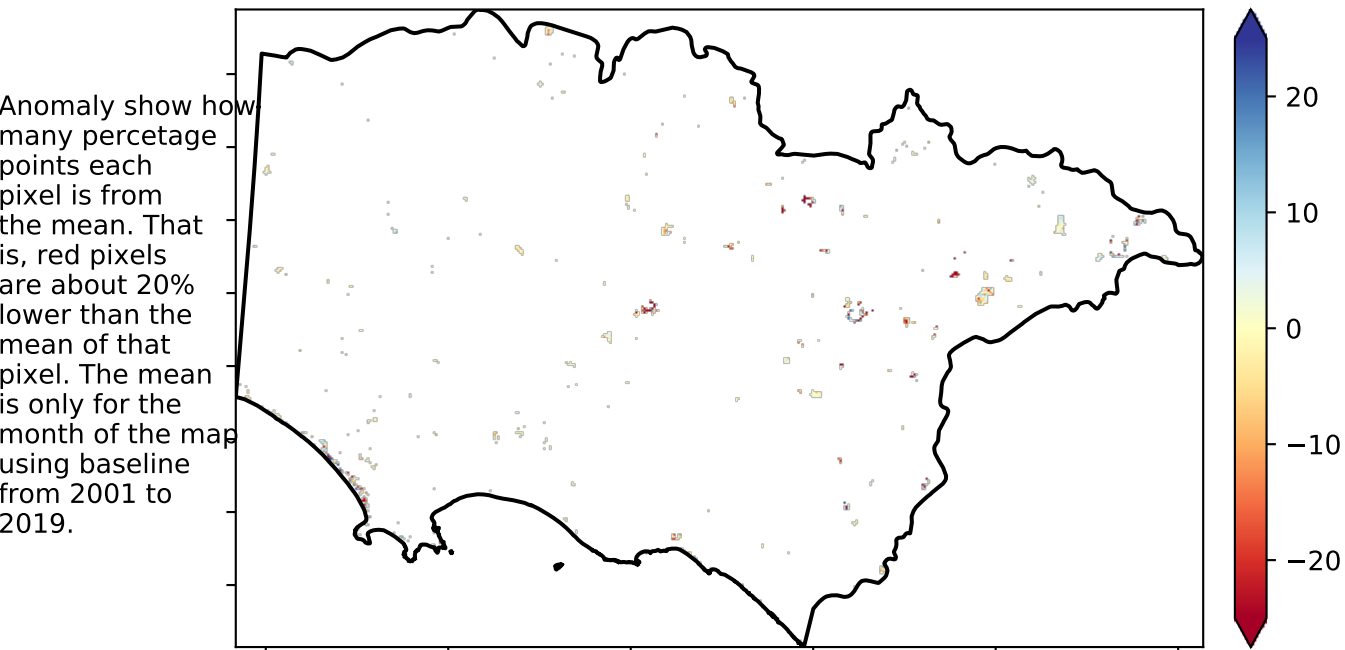 Anomaly show how
many percetage
points each
pixel is from
the mean. That
is, red pixels
are about 20%
lower than the
mean of that
pixel. The mean
is only for the
month of the map
using baseline
from 2001 to
2019.
20
10
0
−10
−20